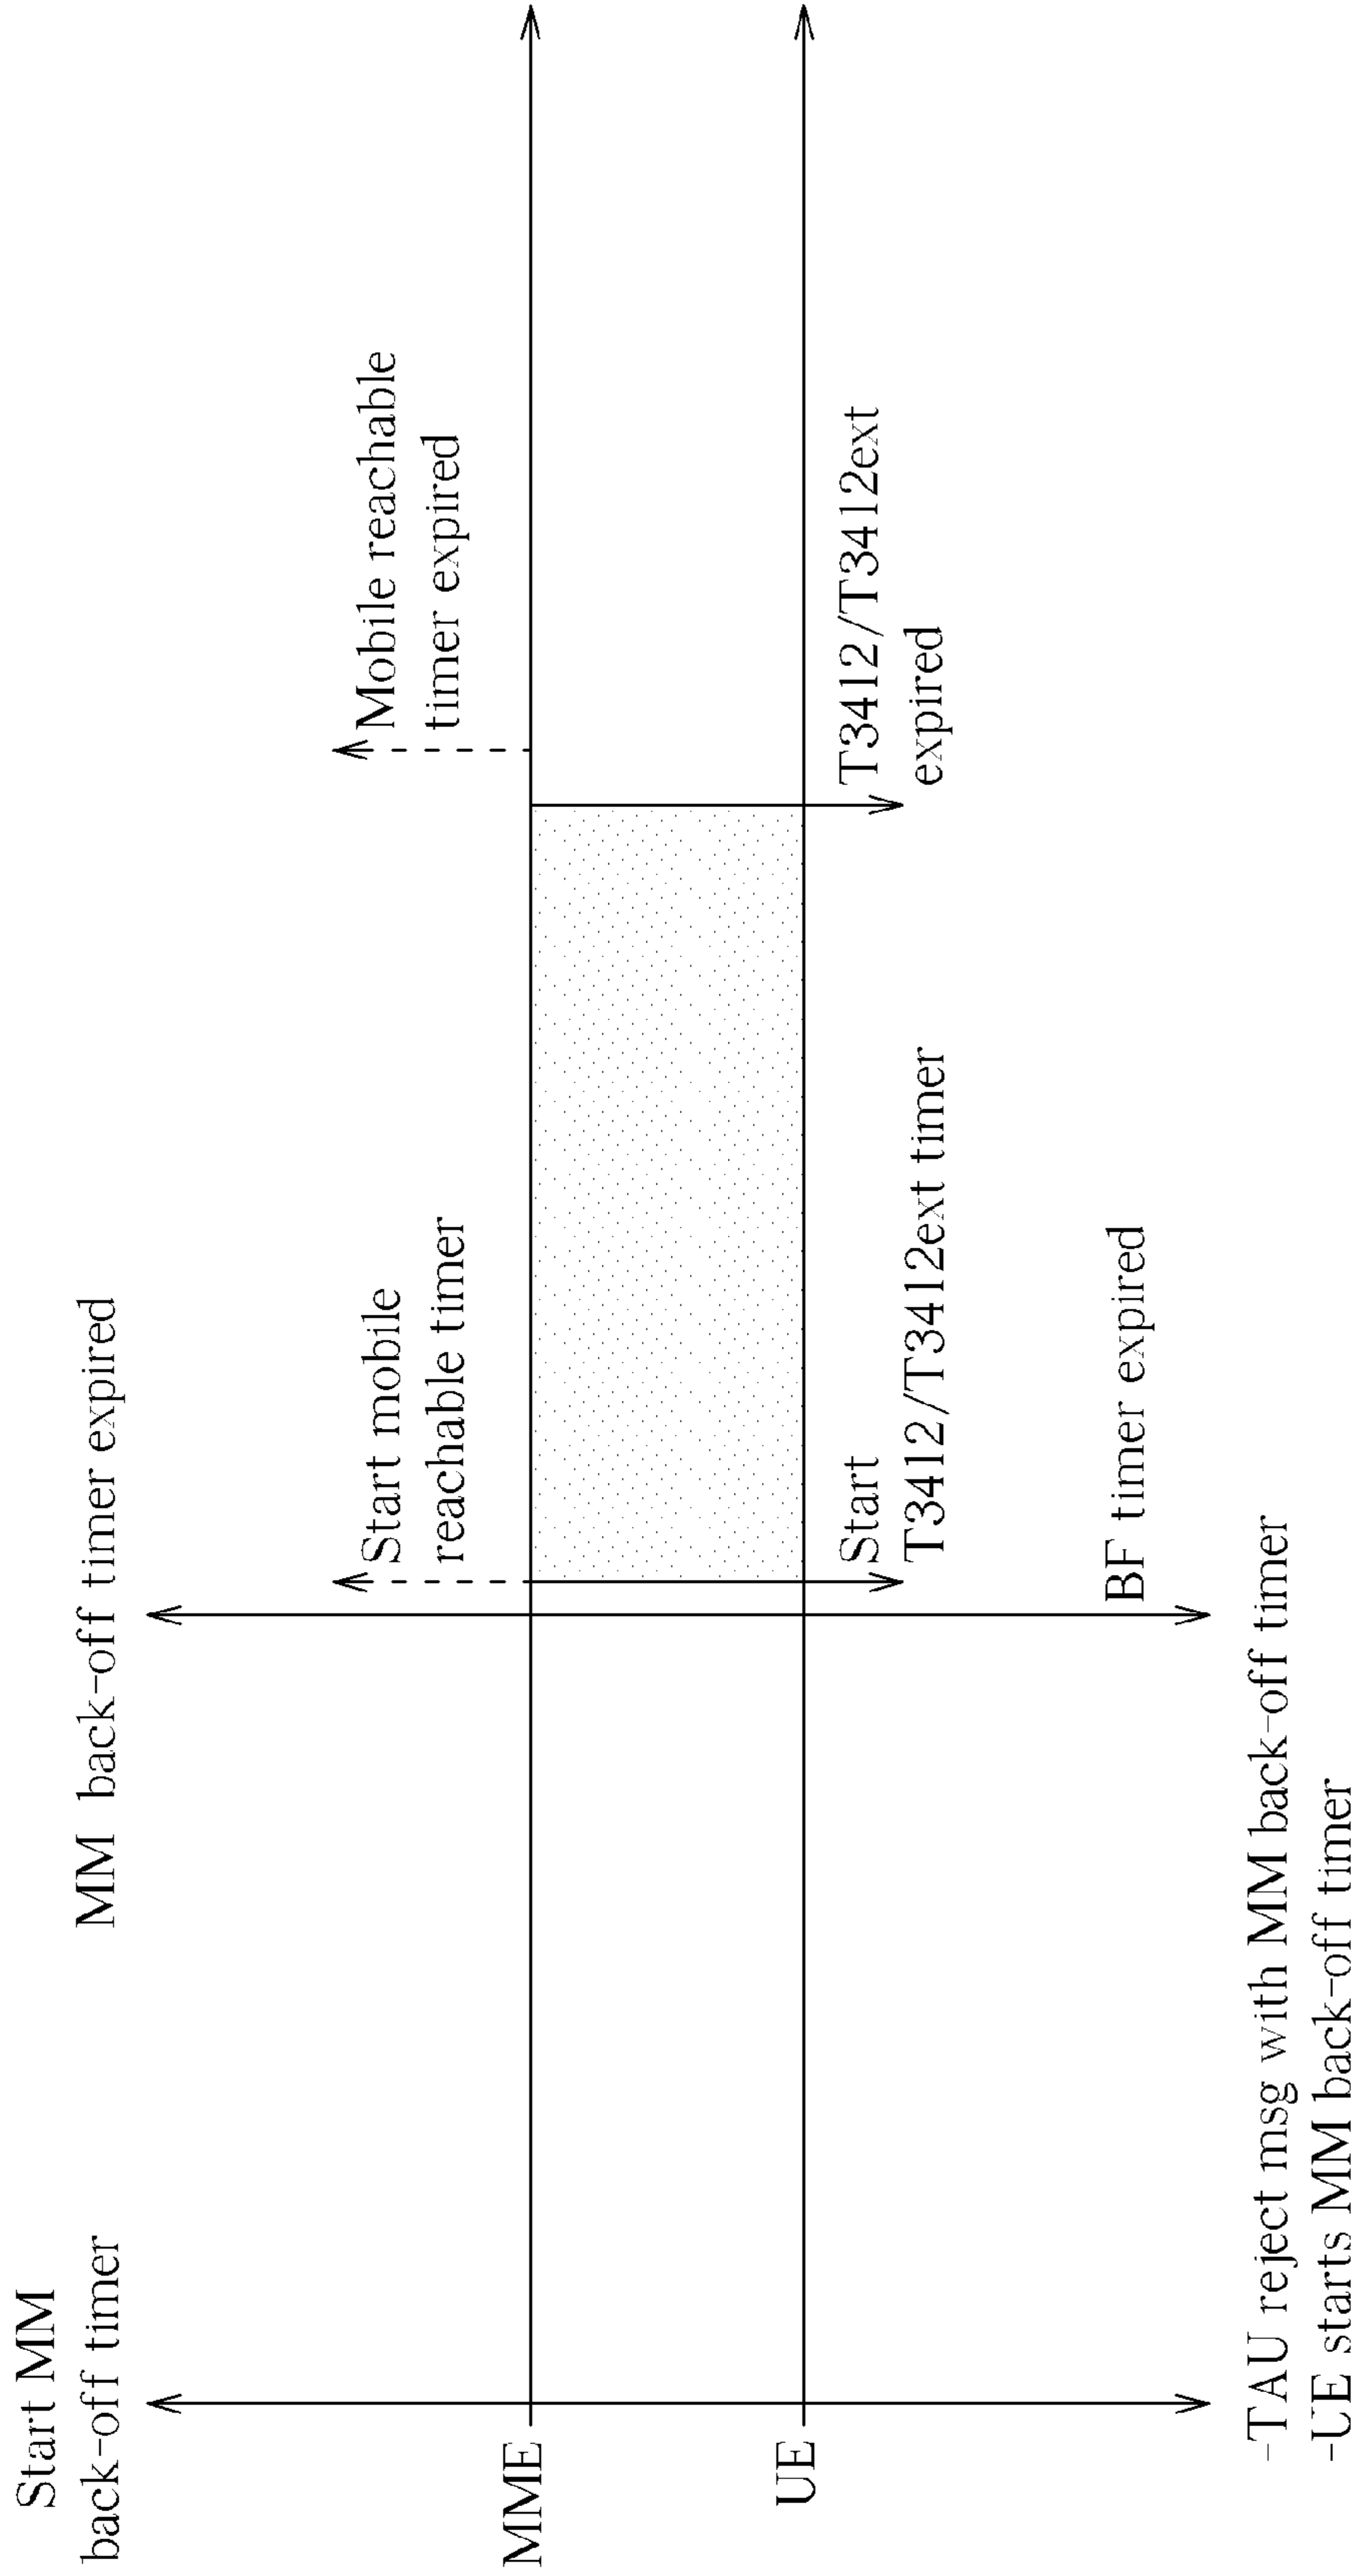 Start MM
back-off timer
MM back-off timer expired
Start mobile
reachable timer
Mobile reachable
timer expired
MME
UE
Start
T3412/T3412ext timer
T3412/T3412ext
expired
BF timer expired
-TAU reject msg with MM back-off timer
-UE starts MM back-off timer